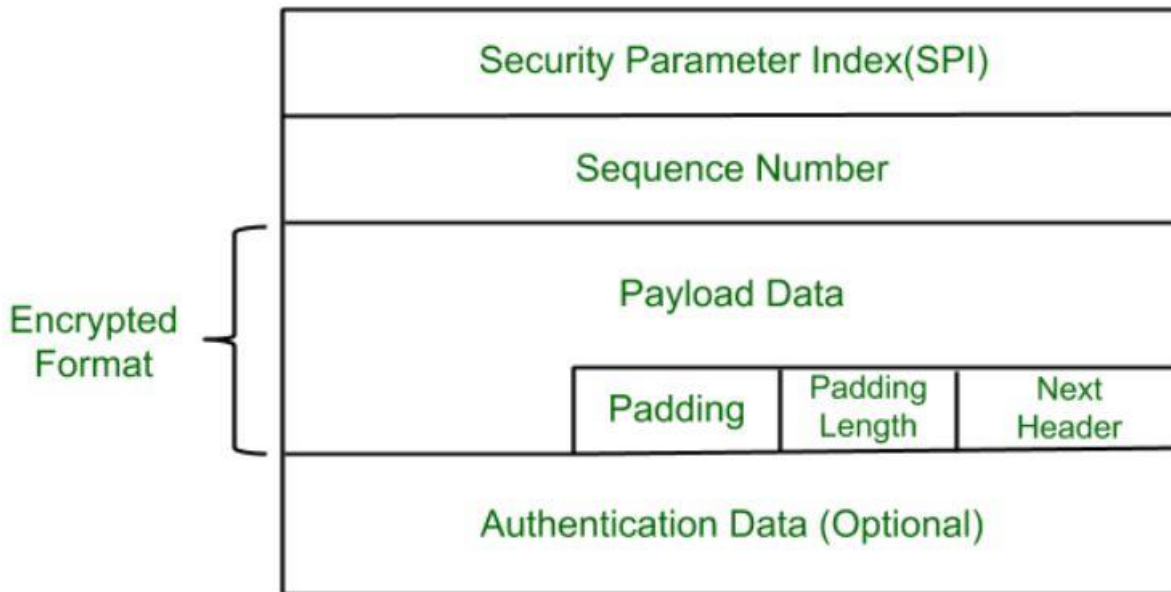 Security Parameter Index(SPI)
Sequence Number
Payload Data
Encrypted
Format
Padding
Padding
Length
Next
Header
Authentication Data (Optional)